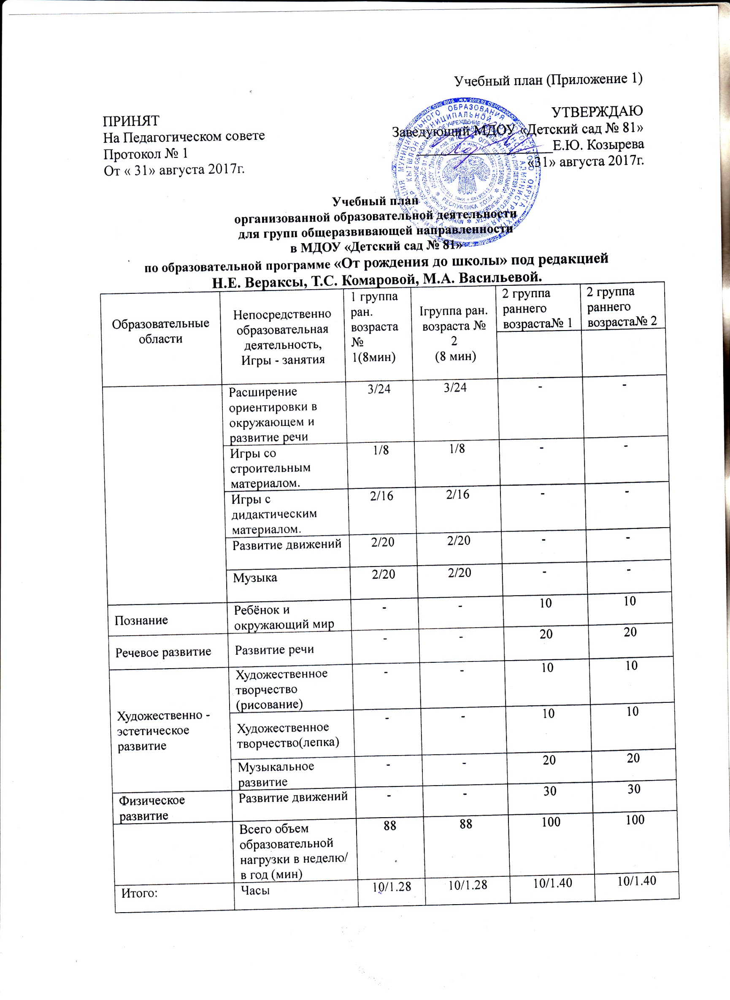 Учебный план (Приложение 1)
ПРИНЯТ
На Педагогическом совете
Протокол № 1
От « 31» августа 2017г.
УТВЕРЖДАЮ
Заведующий МДОУ «Детский сад № 81»
Е.Ю. Козырева
«31» августа 2017г.
Учебный план
организованной образовательной деятельности
для групп общеразвивающей направленности
в МДОУ «Детский сад № 81»
по образовательной программе «От рождения до школы» под редакцией
Н.Е. Вераксы, Т.С. Комаровой, М.А. Васильевой.
Образовательные
области
Непосредственно
образовательная
деятельность,
Игры - занятия
1 группа
ран.
возраста
№
1(8мин)
Iгруппа ран.
возраста №
2
(8 мин)
2 группа
раннего
возраста№ 1
2 группа
раннего
возраста№ 2
Расширение
ориентировки в
окружающем и
развитие речи
3/24
3/24
-
-
Игры со
строительным
материалом.
1/8
1/8
-
-
Игры с
дидактическим
материалом.
2/16
2/16
-
-
Развитие движений
2/20
2/20
-
-
Музыка
2/20
2/20
-
-
Познание
Ребёнок и
окружающий мир
-
-
10
10
Речевое развитие
Развитие речи
-
-
20
20
Художественно -
эстетическое
развитие
Художественное
творчество
(рисование)
-
-
10
10
Художественное
творчество(лепка)
-
-
10
10
Музыкальное
развитие
-
-
20
20
Физическое
развитие
Развитие движений
-
-
30
30
Всего объем
образовательной
нагрузки в неделю/
в год (мин)
88
88
100
100
Итого:
Часы
10/1.28
10/1.28
10/1.40
10/1.40